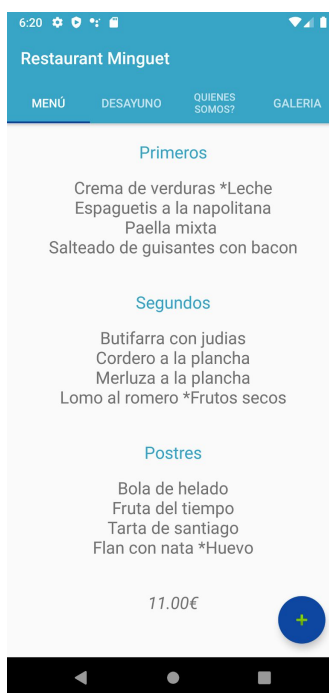 6:20
Restaurant Minguet
MENÚ
DESAYUNO
QUIENES
SOMOS?
GALERIA
Primeros
Crema de verduras *Leche
Espaguetis a la napolitana
Paella mixta
Salteado de guisantes con bacon
Segundos
Butifarra con judias
Cordero a la plancha
Merluza a la plancha
Lomo al romero *Frutos secos
Postres
Bola de helado
Fruta del tiempo
Tarta de santiago
Flan con nata *Huevo
11.00€
+